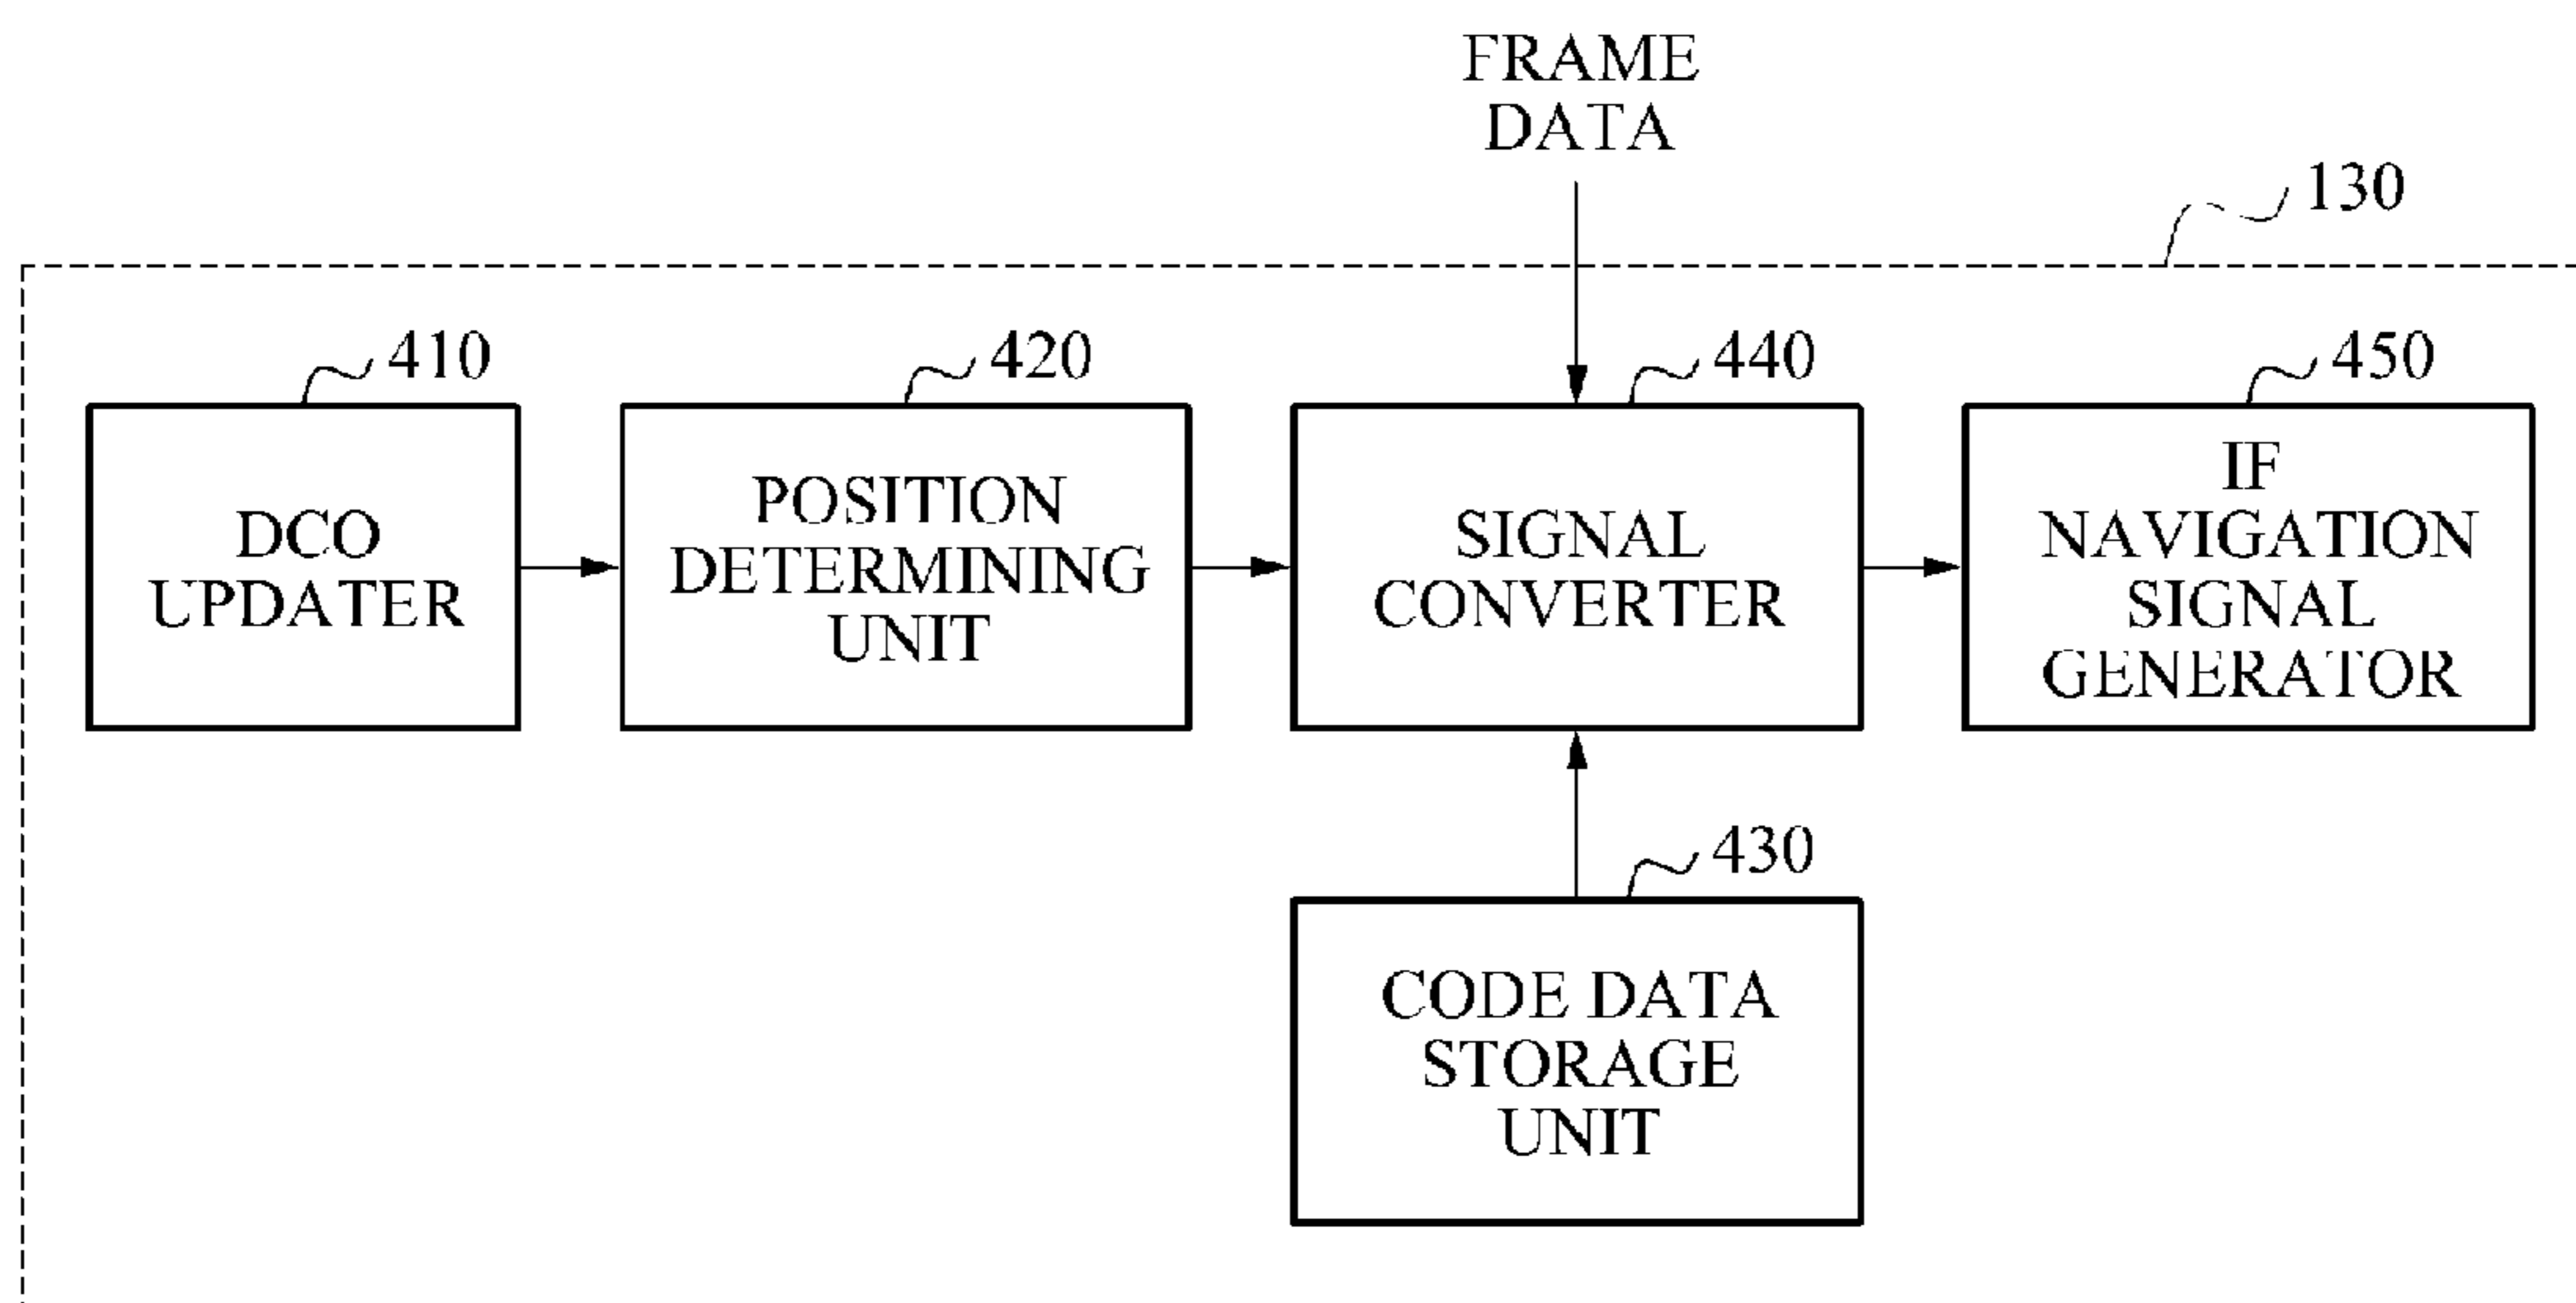 FRAME
DATA
130
410
420
440
450
DCO
UPDATER
POSITION
DETERMINING
UNIT
SIGNAL
CONVERTER
IF
NAVIGATION
SIGNAL
GENERATOR
430
CODE DATA
STORAGE
UNIT